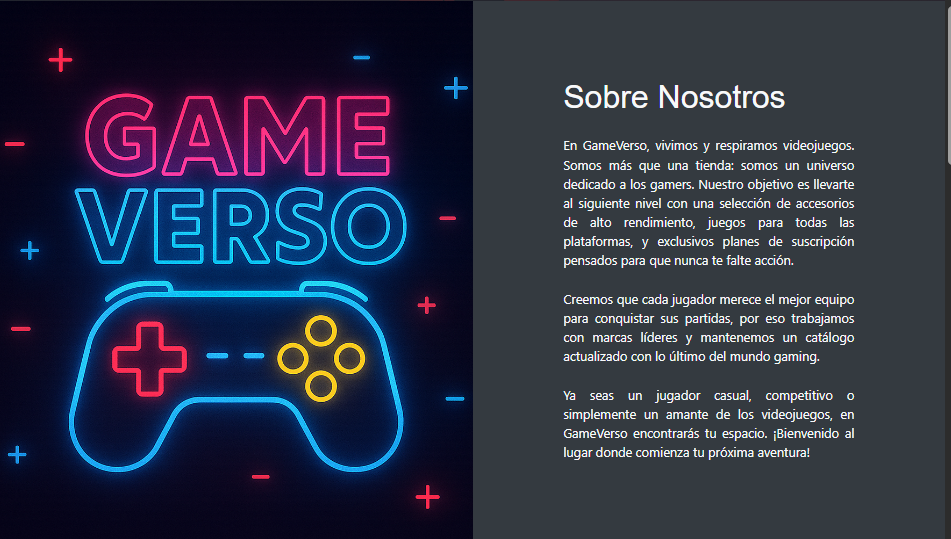 GAME
VERSO
Sobre Nosotros
En GameVerso, vivimos y respiramos videojuegos.
Somos más que una tienda: somos un universo
dedicado a los gamers. Nuestro objetivo es llevarte
al siguiente nivel con una selección de accesorios
de alto rendimiento, juegos para todas las
plataformas, y exclusivos planes de suscripción
pensados para que nunca te falte acción.
Creemos que cada jugador merece el mejor equipo
para conquistar sus partidas, por eso trabajamos
con marcas líderes y mantenemos un catálogo
actualizado con lo último del mundo gaming.
Ya seas un jugador casual, competitivo o
simplemente un amante de los videojuegos, en
GameVerso encontrarás tu espacio. ¡Bienvenido al
lugar donde comienza tu próxima aventura!